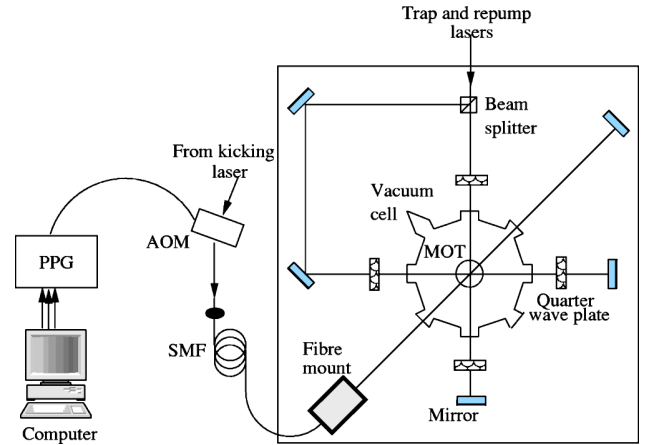 Trap and repump
lasers
Beam
splitter
From kicking
laser
Vacuum
cell
AOM
MOT
PPG
Quarter
wave plate
SMF
Fibre
mount
Mirror
Computer